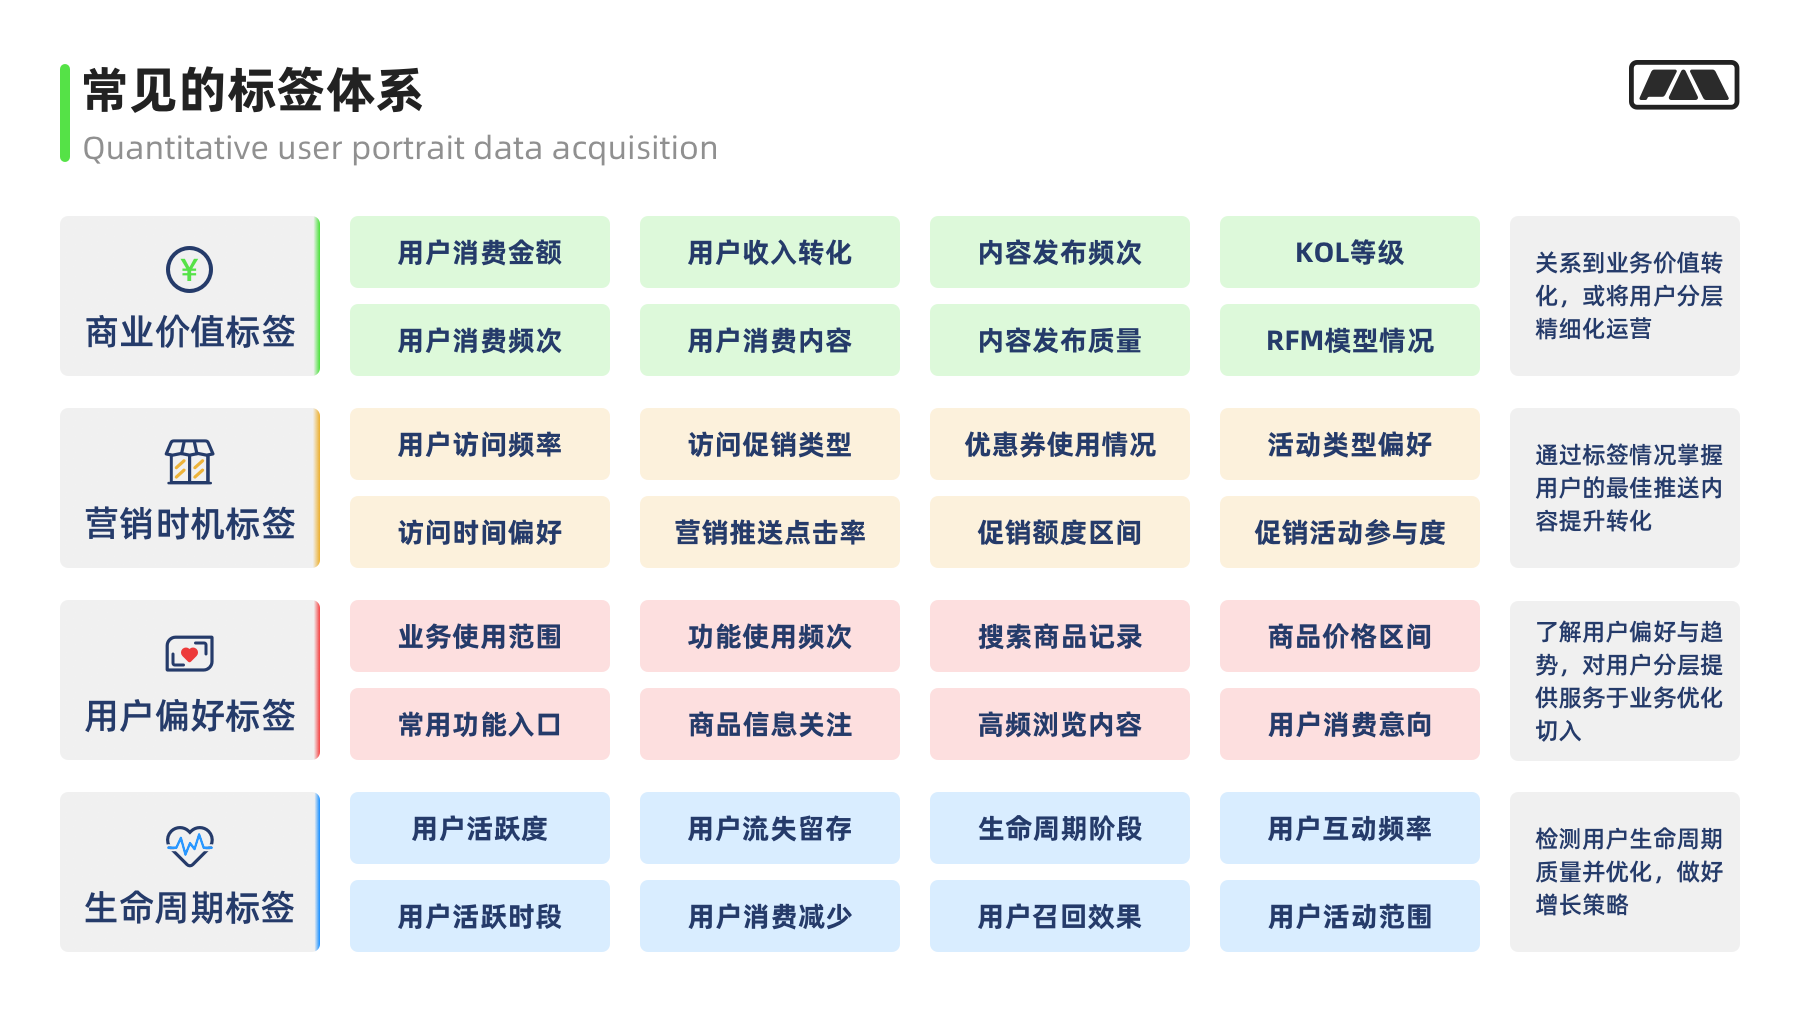 常见的标签体系
Quantitative user portrait data acquisition
¥
商业价值标签
用户消费金额
用户收入转化
内容发布频次
KOL等级
用户消费频次
用户消费内容
内容发布质量
RFM模型情况
关系到业务价值转
化，或将用户分层
精细化运营
营销时机标签
用户访问频率
访问促销类型
优惠券使用情况
活动类型偏好
访问时间偏好
营销推送点击率
促销额度区间
促销活动参与度
通过标签情况掌握
用户的最佳推送内
容提升转化
用户偏好标签
业务使用范围
功能使用频次
搜索商品记录
商品价格区间
常用功能入口
商品信息关注
高频浏览内容
用户消费意向
了解用户偏好与趋
势，对用户分层提
供服务于业务优化
切入
生命周期标签
用户活跃度
用户流失留存
生命周期阶段
用户互动频率
用户活跃时段
用户消费减少
用户召回效果
用户活动范围
检测用户生命周期
质量并优化，做好
增长策略